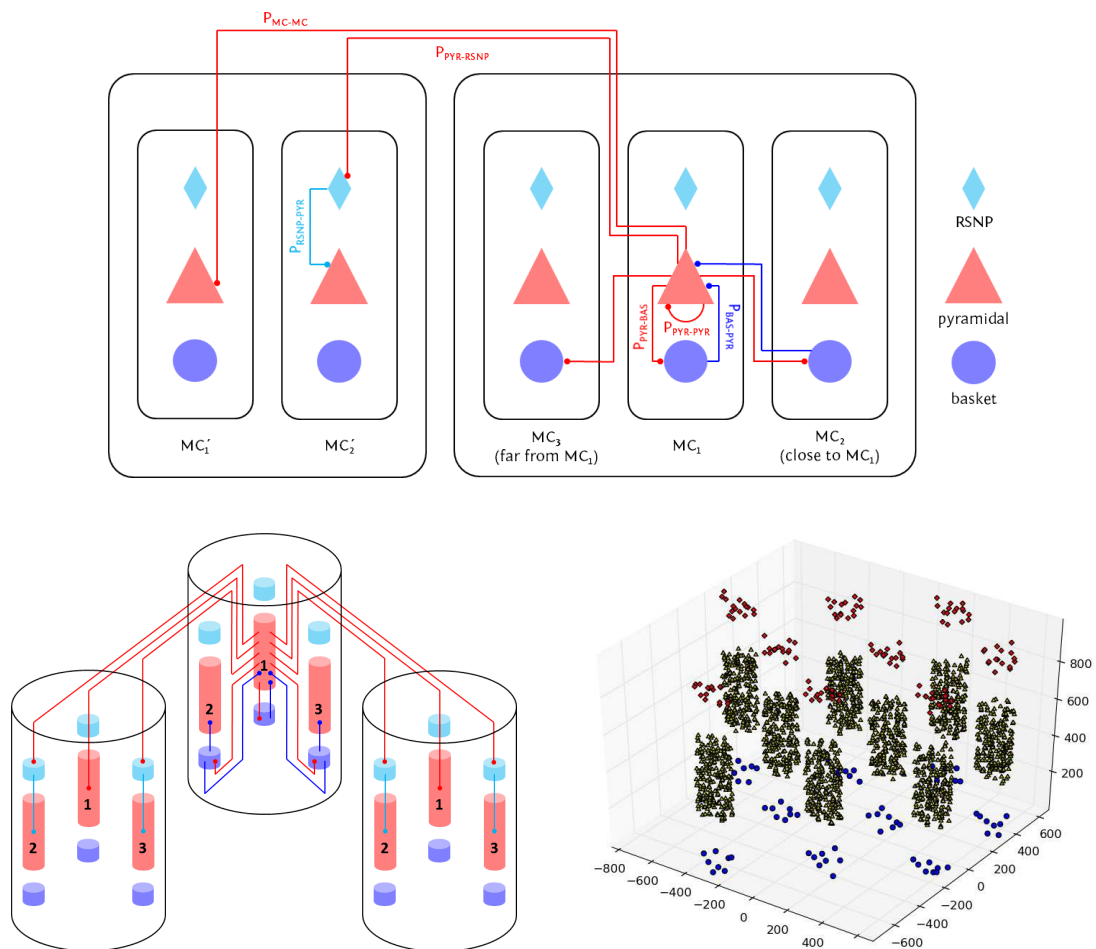 P_MC-MC
P_PYR-RSNP
P_RSNP-PYR
RSNP
P_PYR-BAS
P_PYR-PYR
P_BAS-PYR
pyramidal
basket
MC₁′
MC₂′
MC₃
(far from MC₁)
MC₁
MC₂
(close to MC₁)
1
2
3
1
2
3
1
2
3
800
600
400
200
−800
−600
−400
−200
0
200
400
600
400
200
0
−200
−400
−600